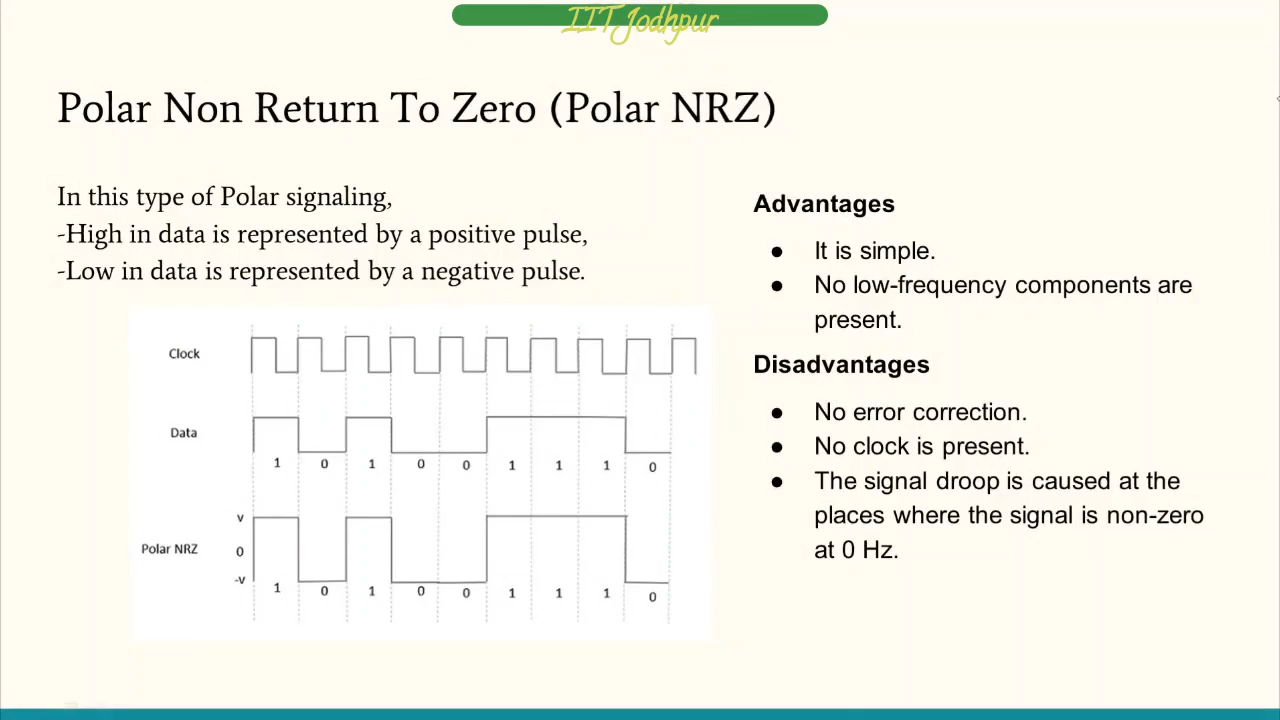 IIT Jodhpur
Polar Non Return To Zero (Polar NRZ)
In this type of Polar signaling,
-High in data is represented by a positive pulse,
-Low in data is represented by a negative pulse.
Clock
Data
1 0 1 0 0 1 1 1 0
v
Polar NRZ 0
-v
1 0 1 0 0 1 1 1 0
Advantages
● It is simple.
● No low-frequency components are
present.
Disadvantages
● No error correction.
● No clock is present.
● The signal droop is caused at the
places where the signal is non-zero
at 0 Hz.